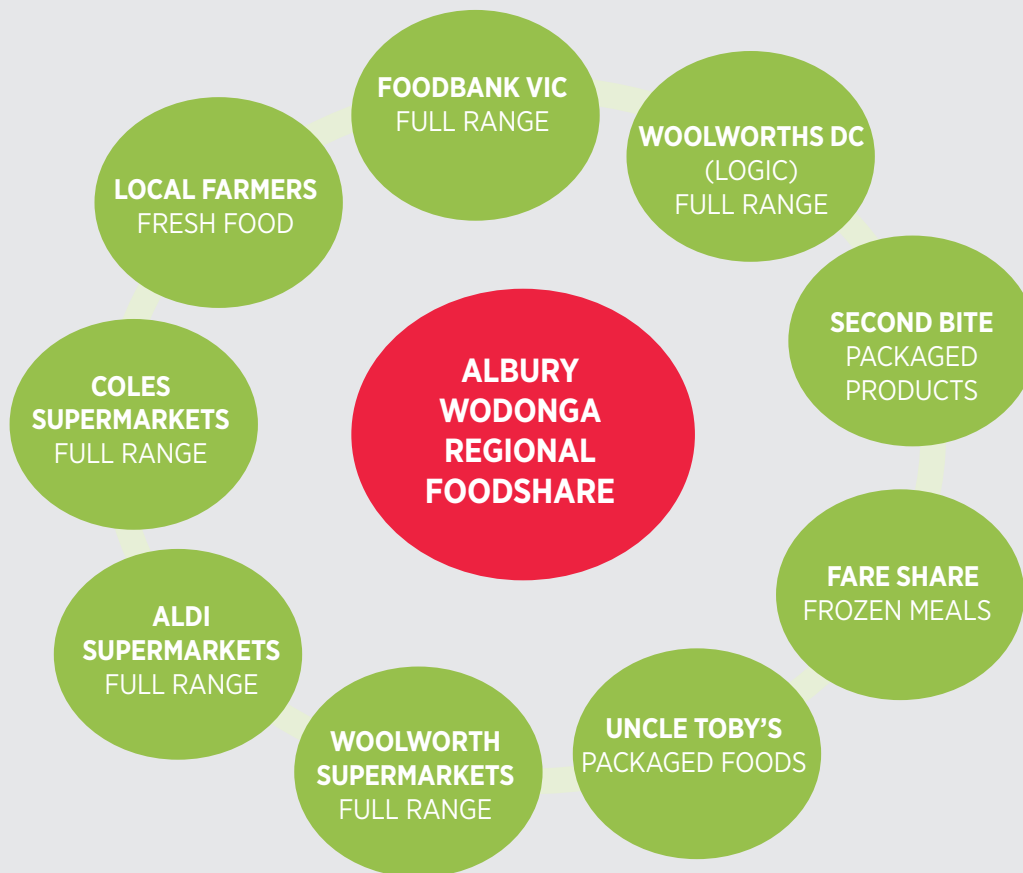 FOODBANK VIC
FULL RANGE
WOOLWORTHS DC
(LOGIC)
FULL RANGE
SECOND BITE
PACKAGED
PRODUCTS
FARE SHARE
FROZEN MEALS
UNCLE TOBY’S
PACKAGED FOODS
WOOLWORTH
SUPERMARKETS
FULL RANGE
ALDI
SUPERMARKETS
FULL RANGE
COLES
SUPERMARKETS
FULL RANGE
LOCAL FARMERS
FRESH FOOD
ALBURY
WODONGA
REGIONAL
FOODSHARE